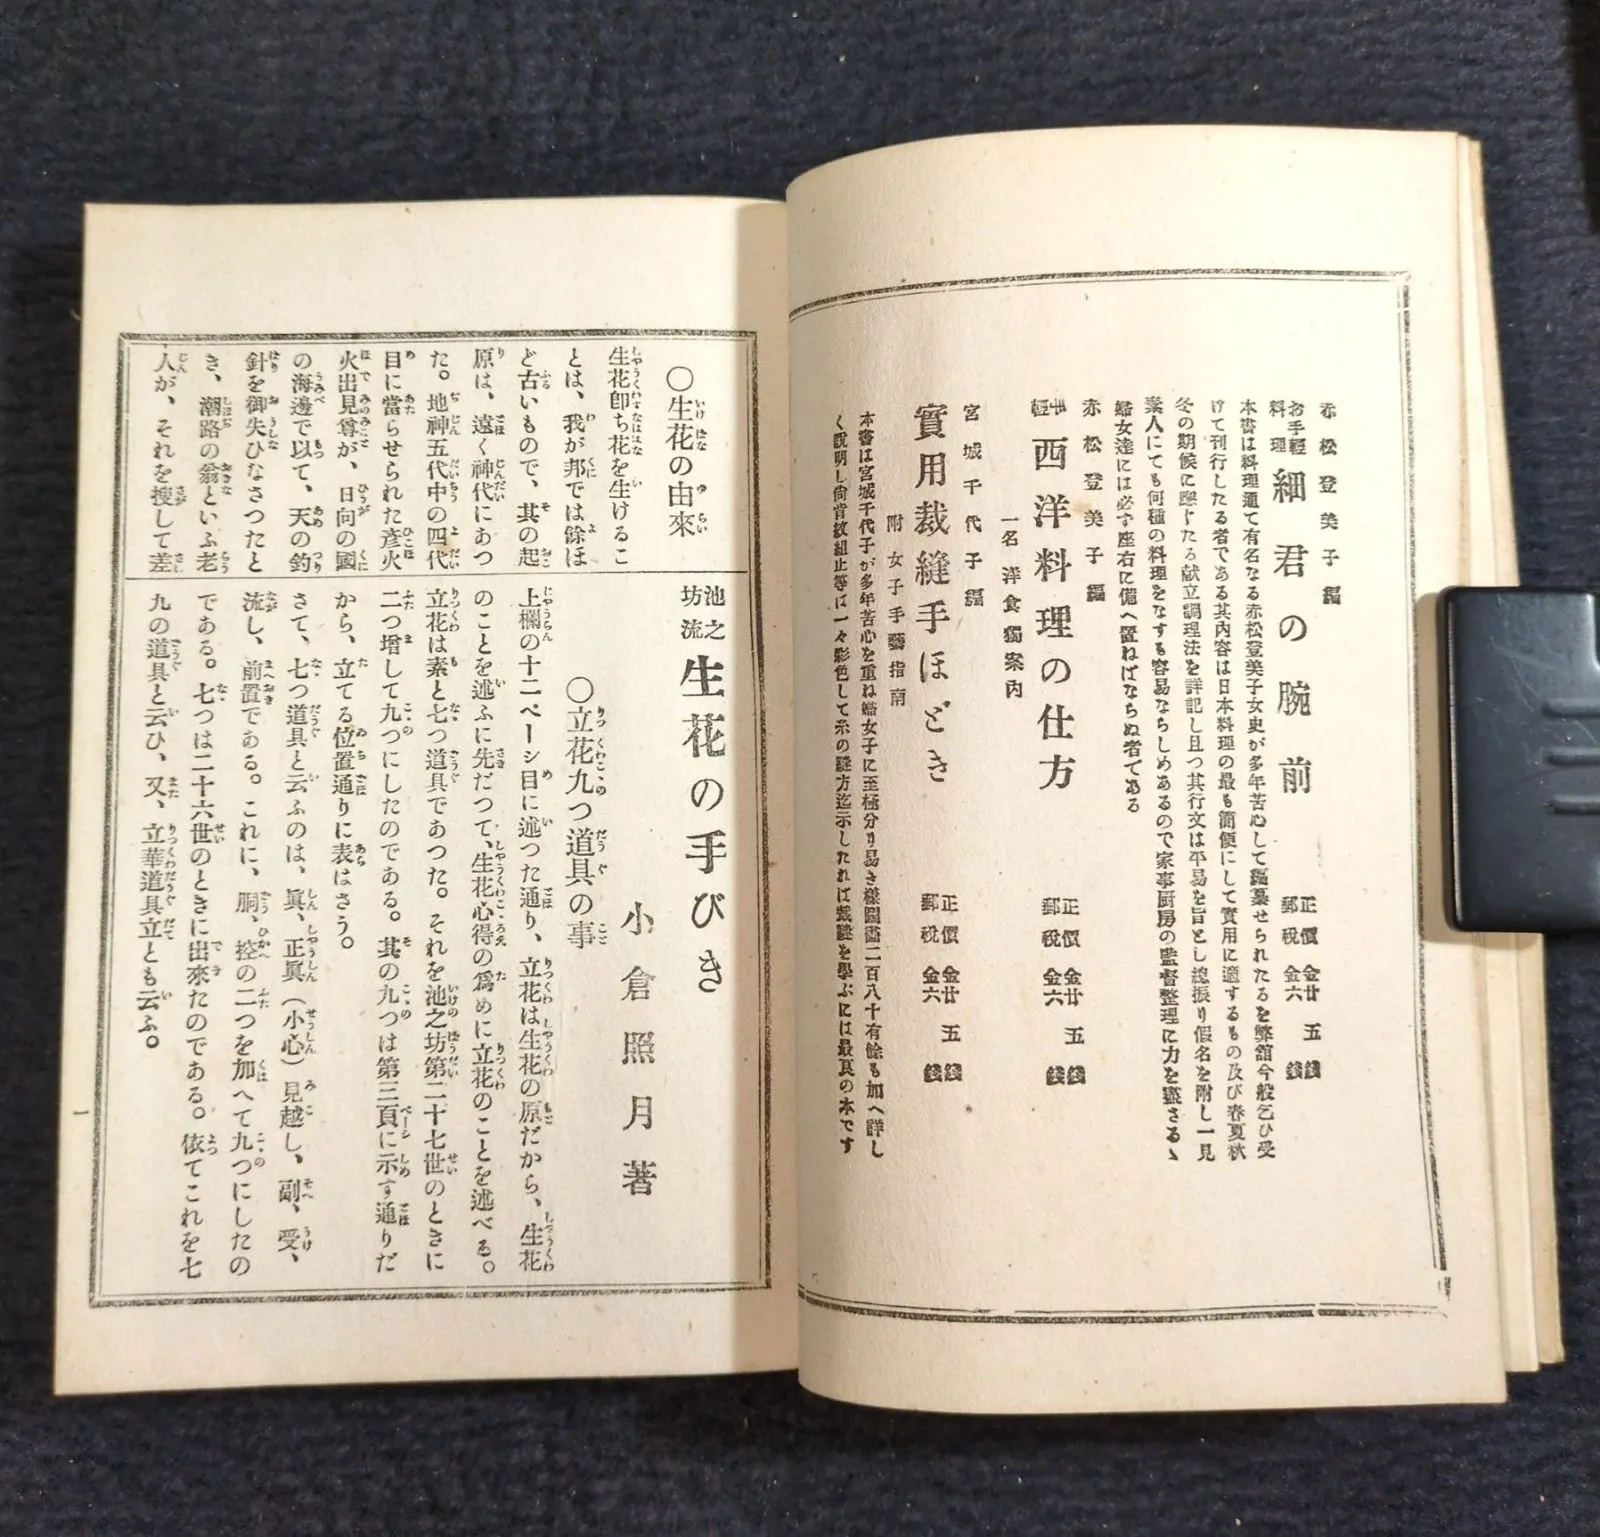 赤松登美子編
お手輕料理 細君の腕前 正價金廿五錢 郵税金六錢
本書は料理通て有名なる赤松登美子女史が多年苦心して編纂せられたるを弊舘今般乞ひ受
けて刊行したる者である其内容は日本料理の最も簡便にして實用に適するもの及び春夏秋
冬の期候に應じたる献立調理法を詳記し且つ其行文は平易を旨とし總振り假名を附し一見
素人にても何種の料理をなするも容易ならしめあるので家事厨房の監督整理に力を盡さるゝ
婦女達には必ず座右に備へ置ねばならぬ者である
赤松登美子編
手輕 西洋料理の仕方 正價金廿五錢 郵税金六錢
一名洋食獨案内
宮城千代子編
實用裁縫手ほどき 正價金廿五錢 郵税金六錢
附女子手藝指南
本書は宮城千代子が多年苦心を重ね婦女子に至極分り易き樣圖畵二百八十有餘も加へ詳し
く説明し尚背紋組止等は一々彩色して示の縫方迄示したれば裁縫を學ぶには最良の本です
〇生花の由來
生花卽ち花を生けるこ
とは、我が邦では餘ほ
ど古いもので、其の起
原は、遠く神代にあつ
た。地神五代中の四代
目に當らせられた彦火
火出見尊が、日向の國
の海邊で以て、天の釣
針を御失ひなさつたと
き、潮路の翁といふ老
人が、それを捜して差
池之坊流 生花の手びき
小倉照月著
〇立花九つ道具の事
上欄の十二ページ目に述つた通り、立花は生花の原だから、生花
のことを述ふに先だつて、生花心得の爲めに立花のことを述べる。
立花は素と七つ道具であつた。それを池之坊第二十七世のときに
二つ增して九つにしたのである。其の九つは第三頁に示す通りだ
から、立てる位置通りに表はさう。
さて、七つ道具と云ふのは、眞、正眞（小心）見越し、副、受、
流し、前置である。これに、胴、控の二つを加へて九つにしたの
である。七つは二十六世のときに出來たのである。依てこれを七
九の道具と云ひ、又、立華道具立とも云ふ。
一